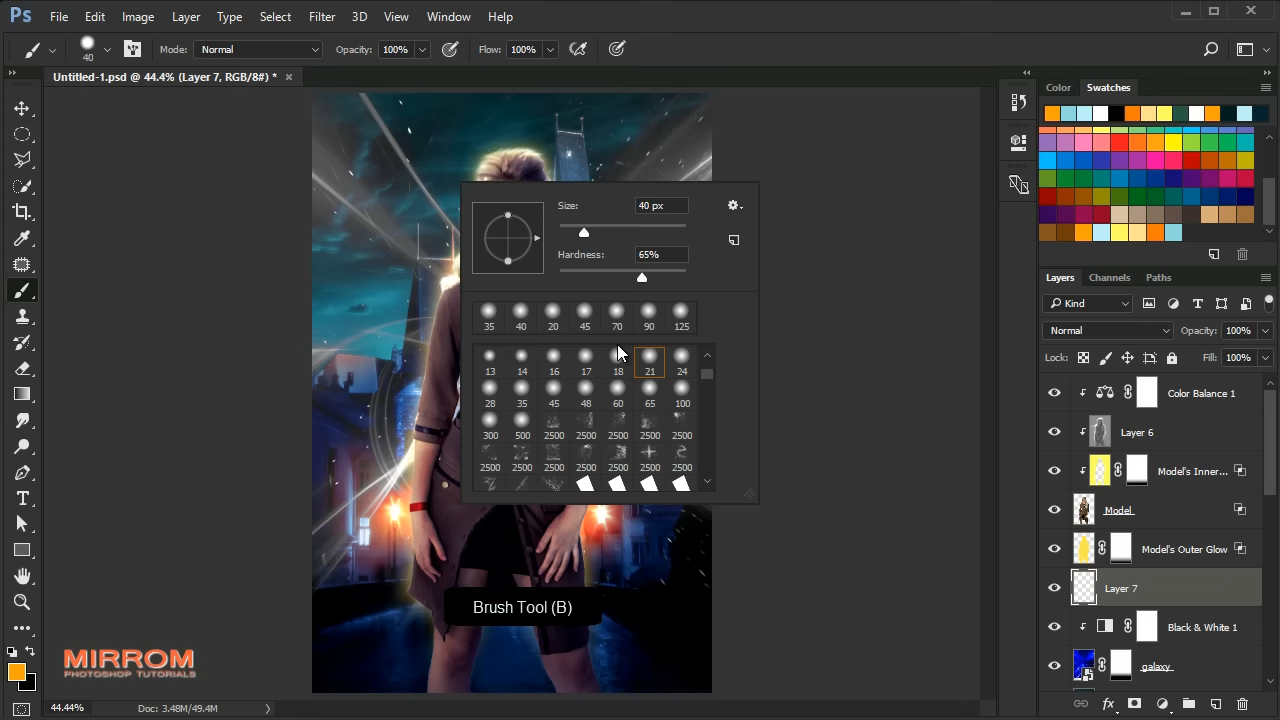 Ps File Edit Image Layer Type Select Filter 3D View Window Help
40 Mode: Normal Opacity: 100% Flow: 100%
Untitled-1.psd @ 44.4% (Layer 7, RGB/8#) * ×
Color Swatches
Size: 40 px
Hardness: 65%
35 40 20 45 70 90 125
13 14 16 17 18 21 24
28 35 45 48 60 65 100
300 500 2500 2500 2500 2500 2500
2500 2500 2500 2500 2500 2500 2500
Layers Channels Paths
Kind
Normal Opacity: 100%
Lock: Fill: 100%
Color Balance 1
Layer 6
Model's Inner...
Model
Model's Outer Glow
Layer 7
Black & White 1
galaxy
Brush Tool (B)
MIRROM
PHOTOSHOP TUTORIALS
44.44% Doc: 3.48M/49.4M